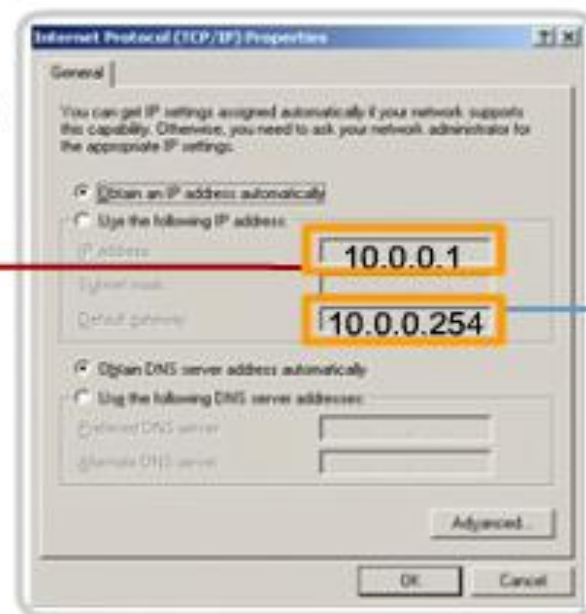 Internet Protocol (TCP/IP) Properties
General
You can get IP settings assigned automatically if your network supports
this capability. Otherwise, you need to ask your network administrator for
the appropriate IP settings.
Obtain an IP address automatically
Use the following IP address:
IP address:
10.0.0.1
Subnet mask:
Default gateway:
10.0.0.254
Obtain DNS server address automatically
Use the following DNS server addresses:
Preferred DNS server:
Alternate DNS server:
Advanced...
OK
Cancel